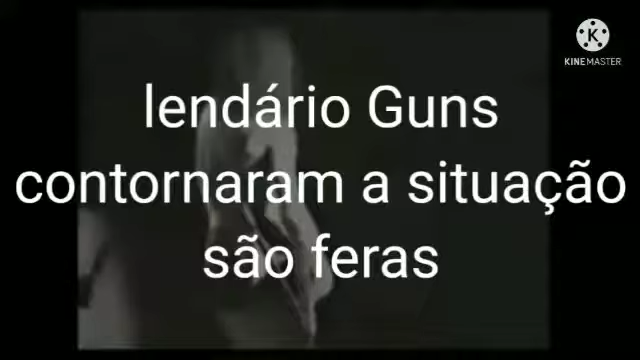 KINEMASTER
lendário Guns
contornaram a situação
são feras